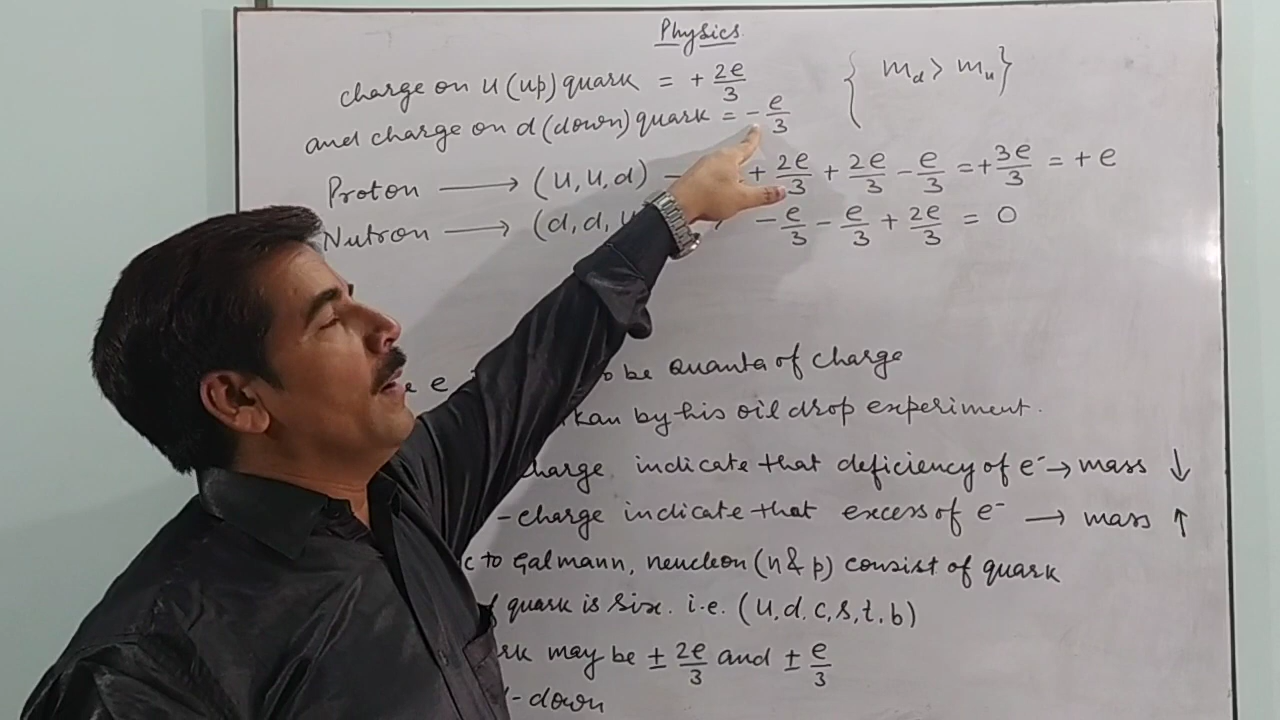 Physics
charge on u (up) quark = + 2e/3
{ m_d > m_u }
and charge on d (down) quark = - e/3
Proton ⟶ (u, u, d) + 2e/3 + 2e/3 - e/3 = + 3e/3 = + e
Nutron ⟶ (d, d, - e/3 - e/3 + 2e/3 = 0
e be Quanta of charge
by his oil drop experiment.
charge indicate that deficiency of e⁻ → mass ↓
- charge indicate that excess of e⁻ ⟶ mass ↑
to Galmann, neucleon (n & p) consist of quark
quark is six. i.e. (u, d, c, s, t, b)
may be ± 2e/3 and ± e/3
- down